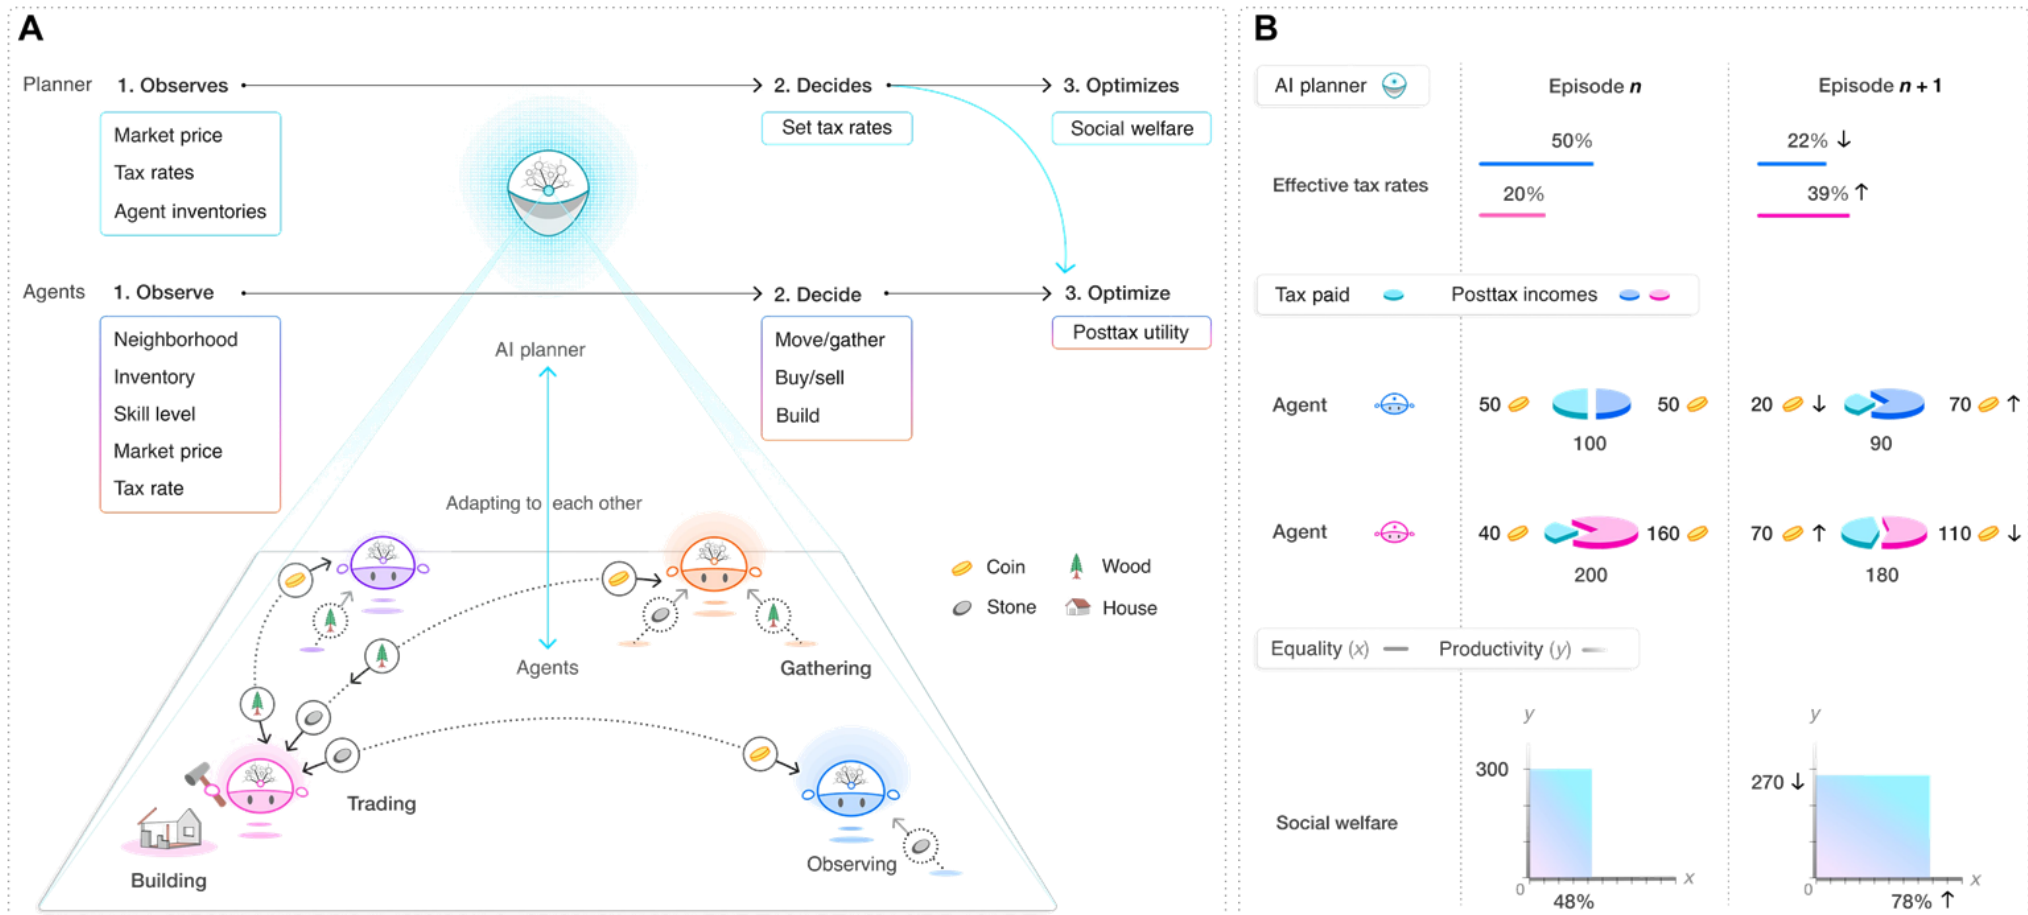 A
Planner
1. Observes
2. Decides
3. Optimizes
Market price
Tax rates
Agent inventories
Set tax rates
Social welfare
Agents
1. Observe
2. Decide
3. Optimize
Neighborhood
Inventory
Skill level
Market price
Tax rate
Move/gather
Buy/sell
Build
Posttax utility
AI planner
Adapting to each other
Agents
Coin
Wood
Stone
House
Gathering
Trading
Observing
Building
B
AI planner
Episode n
Episode n + 1
Effective tax rates
50%
22% ↓
20%
39% ↑
Tax paid
Posttax incomes
Agent
50
50
20 ↓
70 ↑
100
90
Agent
40
160
70 ↑
110 ↓
200
180
Equality (x)
Productivity (y)
Social welfare
y
300
0
x
48%
y
270 ↓
0
x
78% ↑